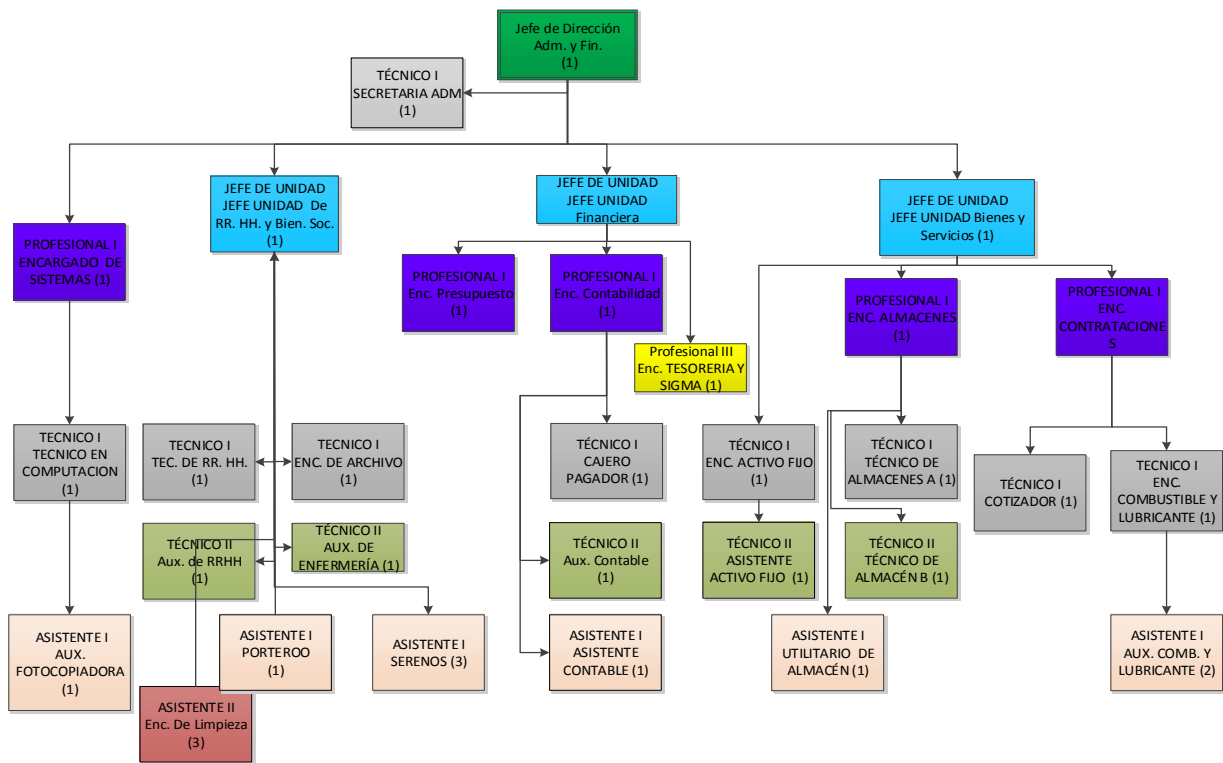 Jefe de Dirección
Adm. y Fin.
(1)
TÉCNICO I
SECRETARIA ADM
(1)
JEFE DE UNIDAD
JEFE UNIDAD De
RR. HH. y Bien. Soc.
(1)
JEFE DE UNIDAD
JEFE UNIDAD
Financiera
JEFE DE UNIDAD
JEFE UNIDAD Bienes y
Servicios (1)
PROFESIONAL I
ENCARGADO DE
SISTEMAS (1)
PROFESIONAL I
Enc. Presupuesto
(1)
PROFESIONAL I
Enc. Contabilidad
(1)
PROFESIONAL I
ENC. ALMACENES
(1)
PROFESIONAL I
ENC.
CONTRATACIONE
S
Profesional III
Enc. TESORERIA Y
SIGMA (1)
TECNICO I
TECNICO EN
COMPUTACION
(1)
TECNICO I
TEC. DE RR. HH.
(1)
TECNICO I
ENC. DE ARCHIVO
(1)
TÉCNICO I
CAJERO
PAGADOR (1)
TÉCNICO I
ENC. ACTIVO FIJO
(1)
TÉCNICO I
TÉCNICO DE
ALMACENES A (1)
TÉCNICO I
COTIZADOR (1)
TECNICO I
ENC.
COMBUSTIBLE Y
LUBRICANTE (1)
TÉCNICO II
Aux. de RRHH
(1)
TÉCNICO II
AUX. DE
ENFERMERÍA (1)
TÉCNICO II
Aux. Contable
(1)
TÉCNICO II
ASISTENTE
ACTIVO FIJO (1)
TÉCNICO II
TÉCNICO DE
ALMACÉN B (1)
ASISTENTE I
AUX.
FOTOCOPIADORA
(1)
ASISTENTE I
PORTEROO
(1)
ASISTENTE I
SERENOS (3)
ASISTENTE I
ASISTENTE
CONTABLE (1)
ASISTENTE I
UTILITARIO DE
ALMACÉN (1)
ASISTENTE I
AUX. COMB. Y
LUBRICANTE (2)
ASISTENTE II
Enc. De Limpieza
(3)